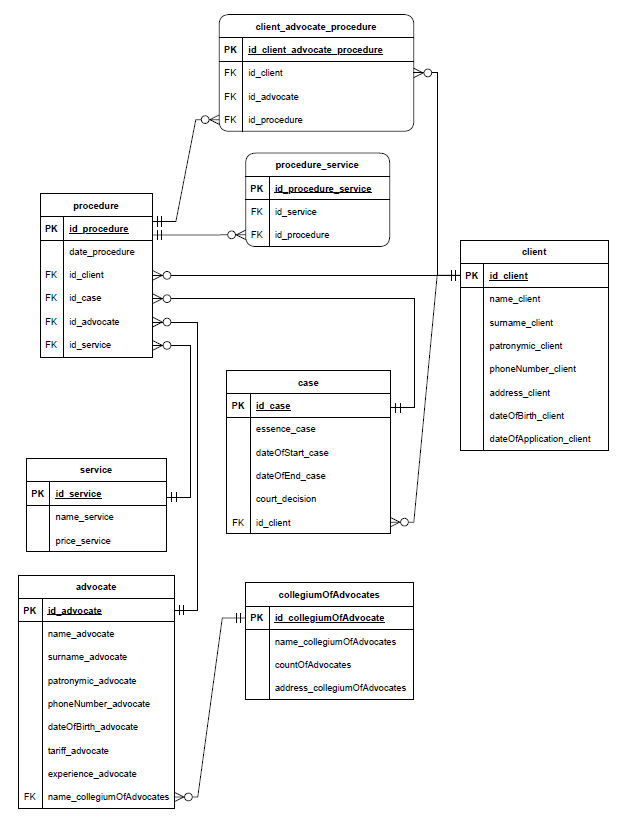 client_advocate_procedure
PK id_client_advocate_procedure
FK id_client
FK id_advocate
FK id_procedure
procedure_service
PK id_procedure_service
FK id_service
FK id_procedure
procedure
PK id_procedure
date_procedure
FK id_client
FK id_case
FK id_advocate
FK id_service
client
PK id_client
name_client
surname_client
patronymic_client
phoneNumber_client
address_client
dateOfBirth_client
dateOfApplication_client
case
PK id_case
essence_case
dateOfStart_case
dateOfEnd_case
court_decision
FK id_client
service
PK id_service
name_service
price_service
advocate
PK id_advocate
name_advocate
surname_advocate
patronymic_advocate
phoneNumber_advocate
dateOfBirth_advocate
tariff_advocate
experience_advocate
FK name_collegiumOfAdvocates
collegiumOfAdvocates
PK id_collegiumOfAdvocate
name_collegiumOfAdvocates
countOfAdvocates
address_collegiumOfAdvocates